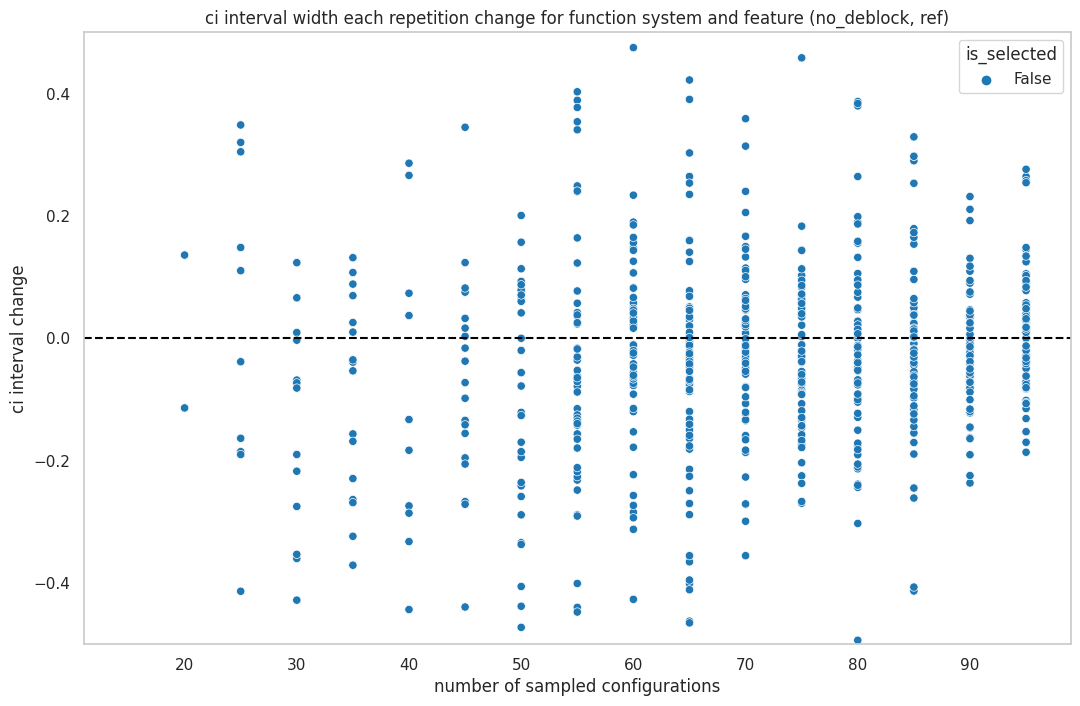 ci interval width each repetition change for function system and feature (no_deblock, ref)
is_selected
False
0.4
0.2
0.0
−0.2
−0.4
ci interval change
20 30 40 50 60 70 80 90
number of sampled configurations